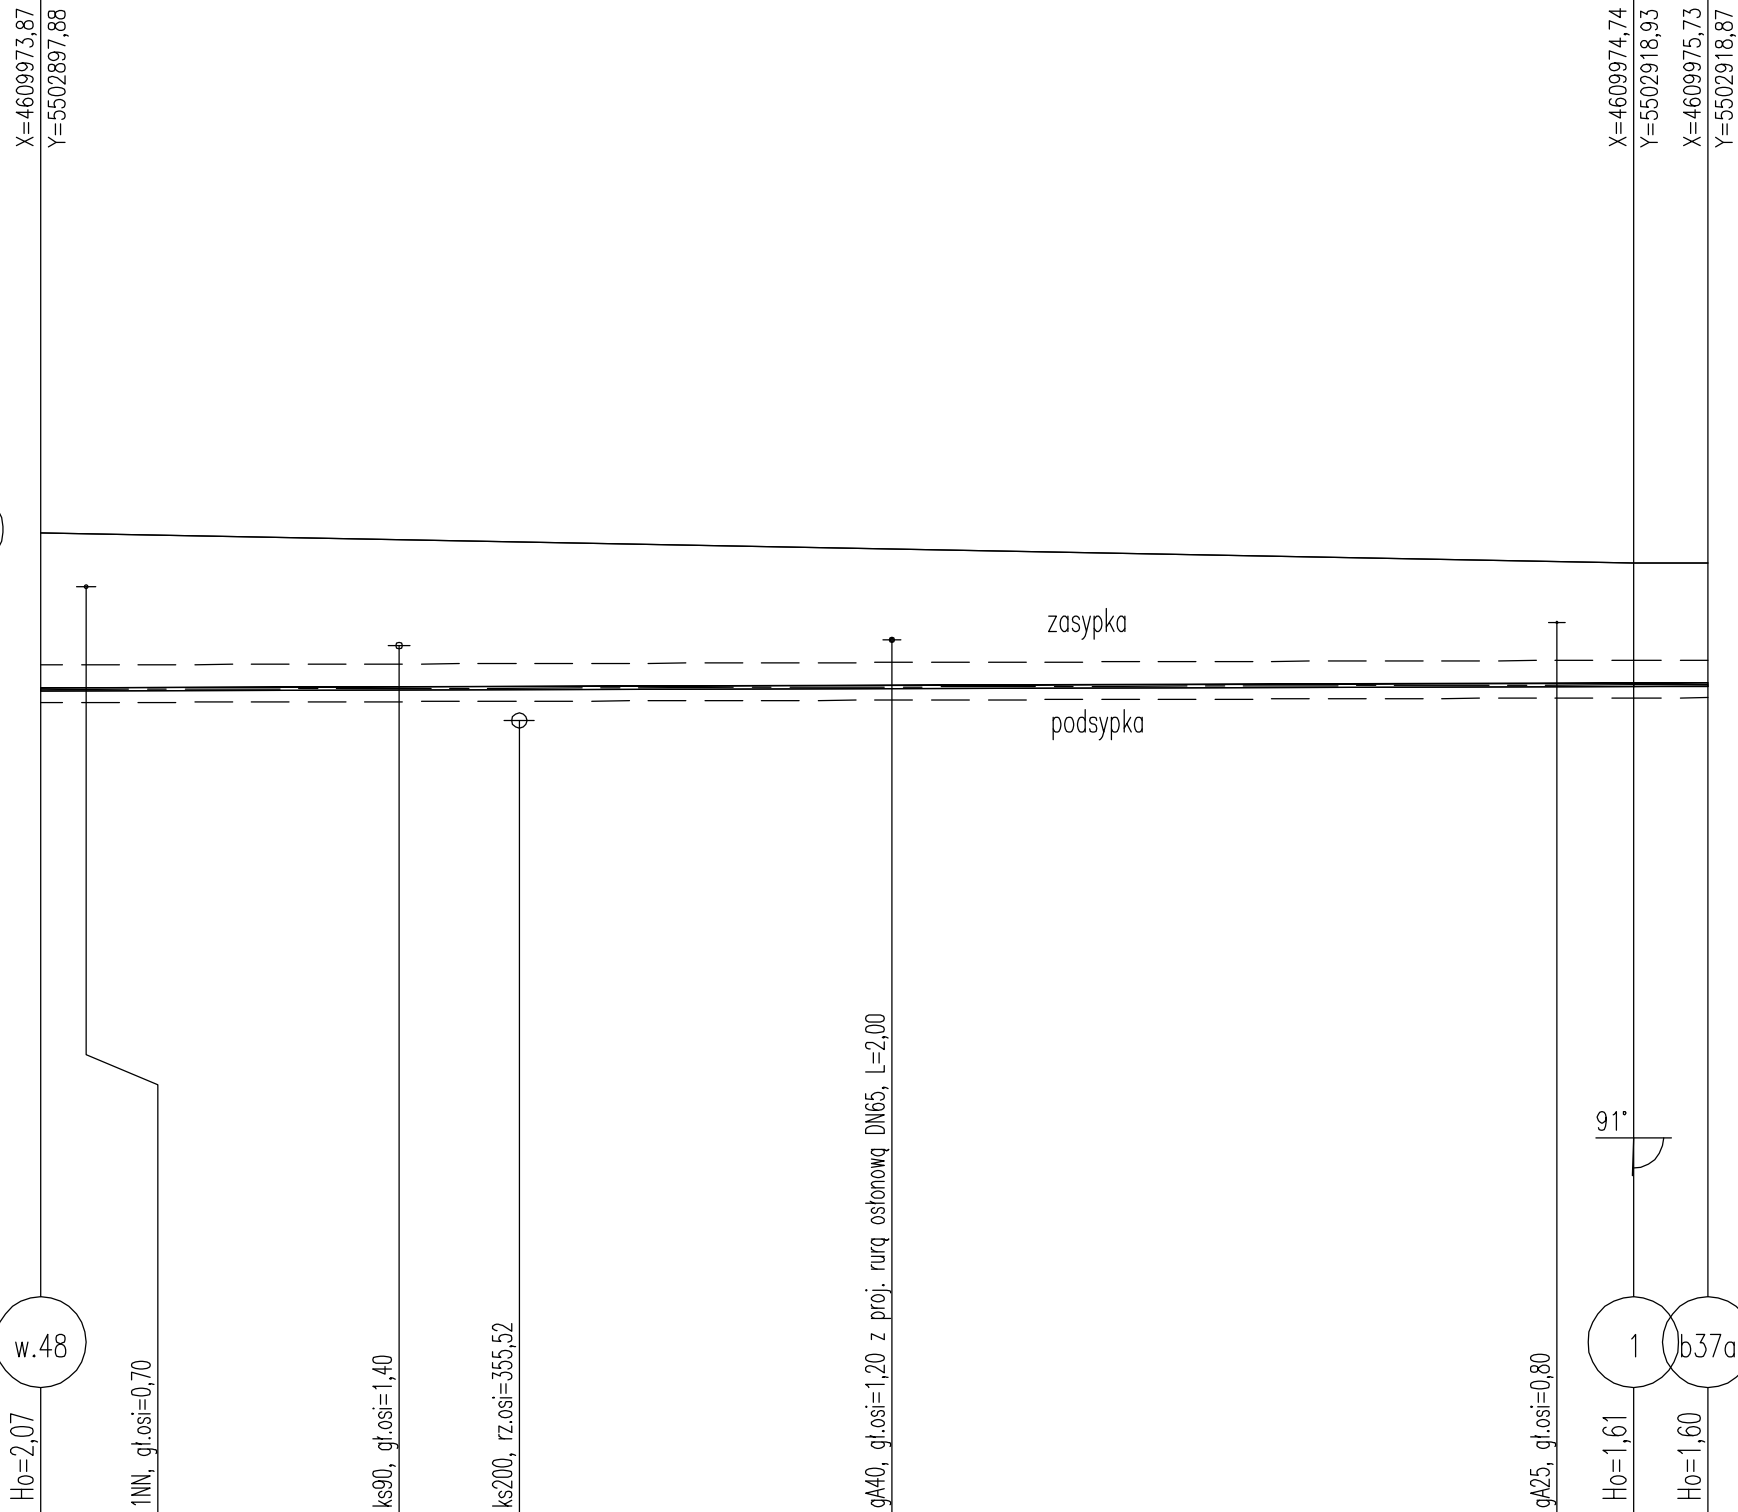 X=4609973,87
Y=5502897,88
X=4609974,74
Y=5502918,93
X=4609975,73
Y=5502918,87
zasypka
podsypka
91°
w.48
1
b37a
Ho=2,07
1NN, gł.osi=0,70
ks90, gł.osi=1,40
ks200, rz.osi=355,52
gA40, gł.osi=1,20 z proj. rurą osłonową DN65, L=2,00
gA25, gł.osi=0,80
Ho=1,61
Ho=1,60